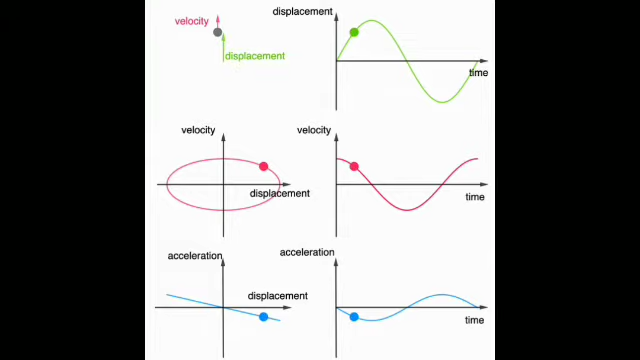 displacement
velocity
displacement
time
velocity
velocity
displacement
time
acceleration
acceleration
displacement
time